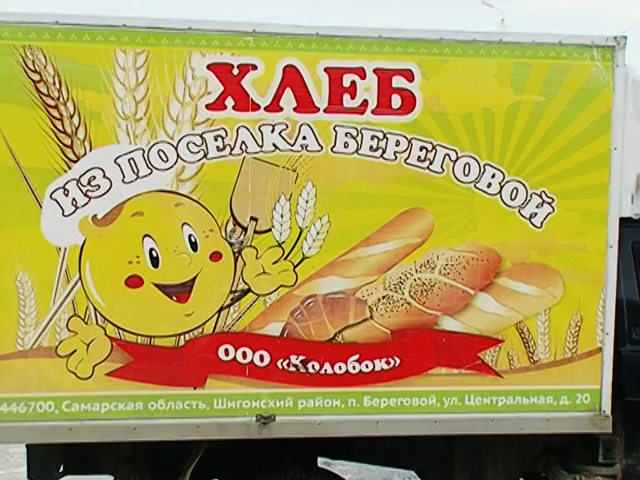 ХЛЕБ
ИЗ ПОСЕЛКА БЕРЕГОВОЙ
ООО «Колобок»
446700, Самарская область, Шигонский район, п. Береговой, ул. Центральная, д. 20